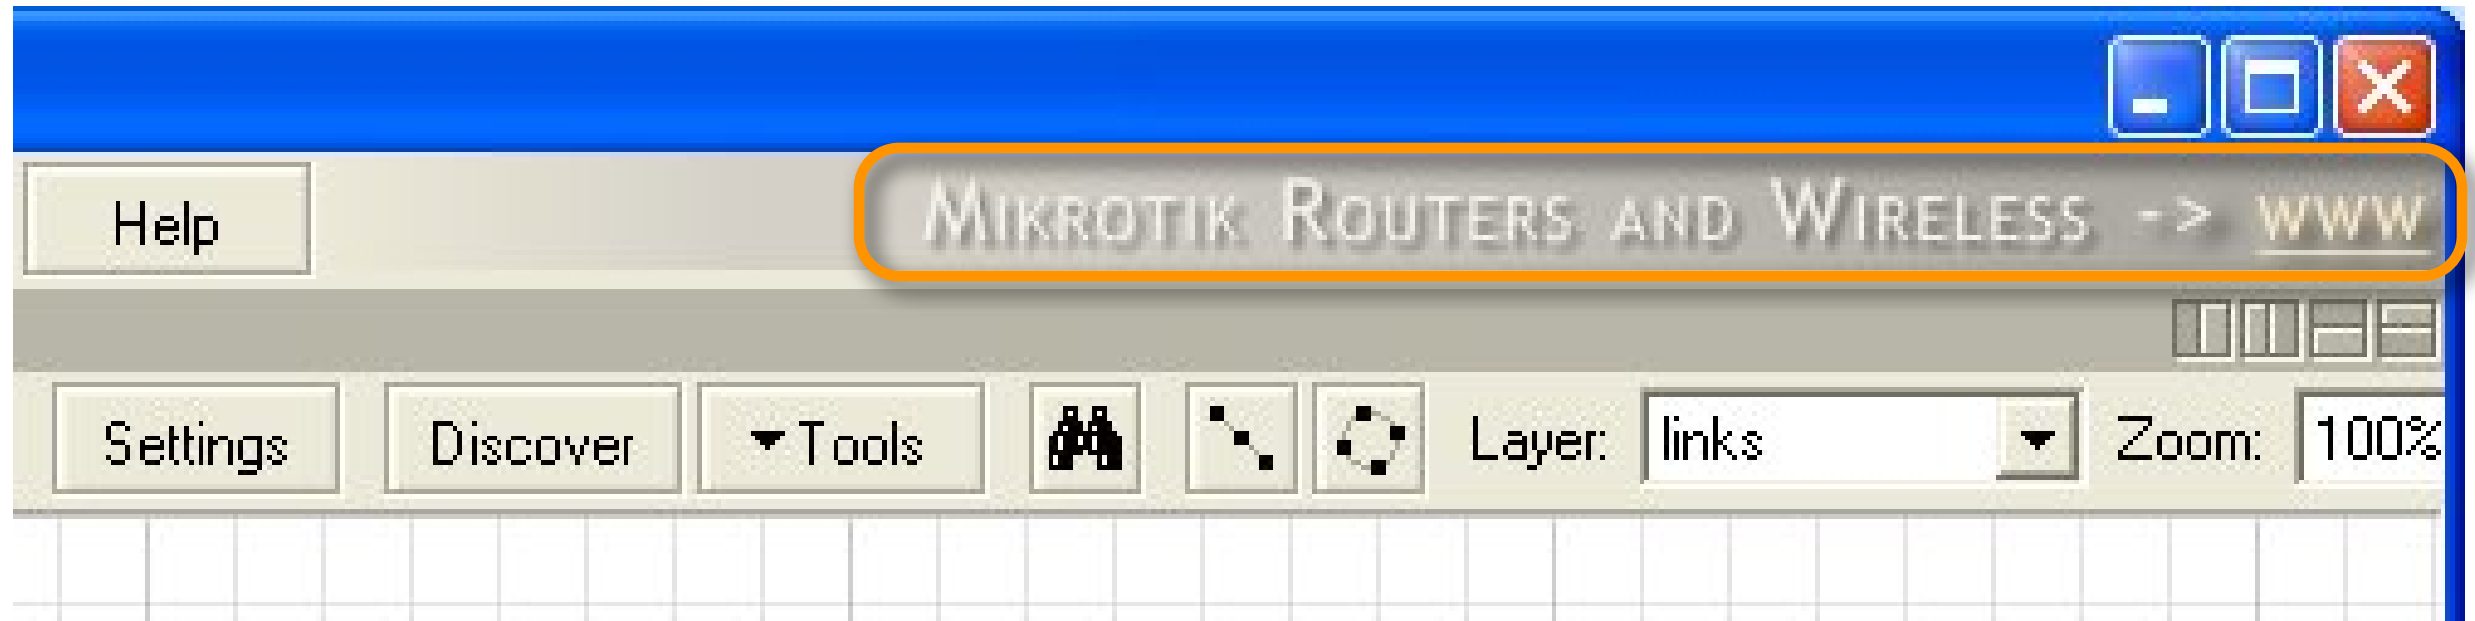 Help
MIKROTIK ROUTERS AND WIRELESS -> WWW
Settings Discover Tools Layer: links Zoom: 100%